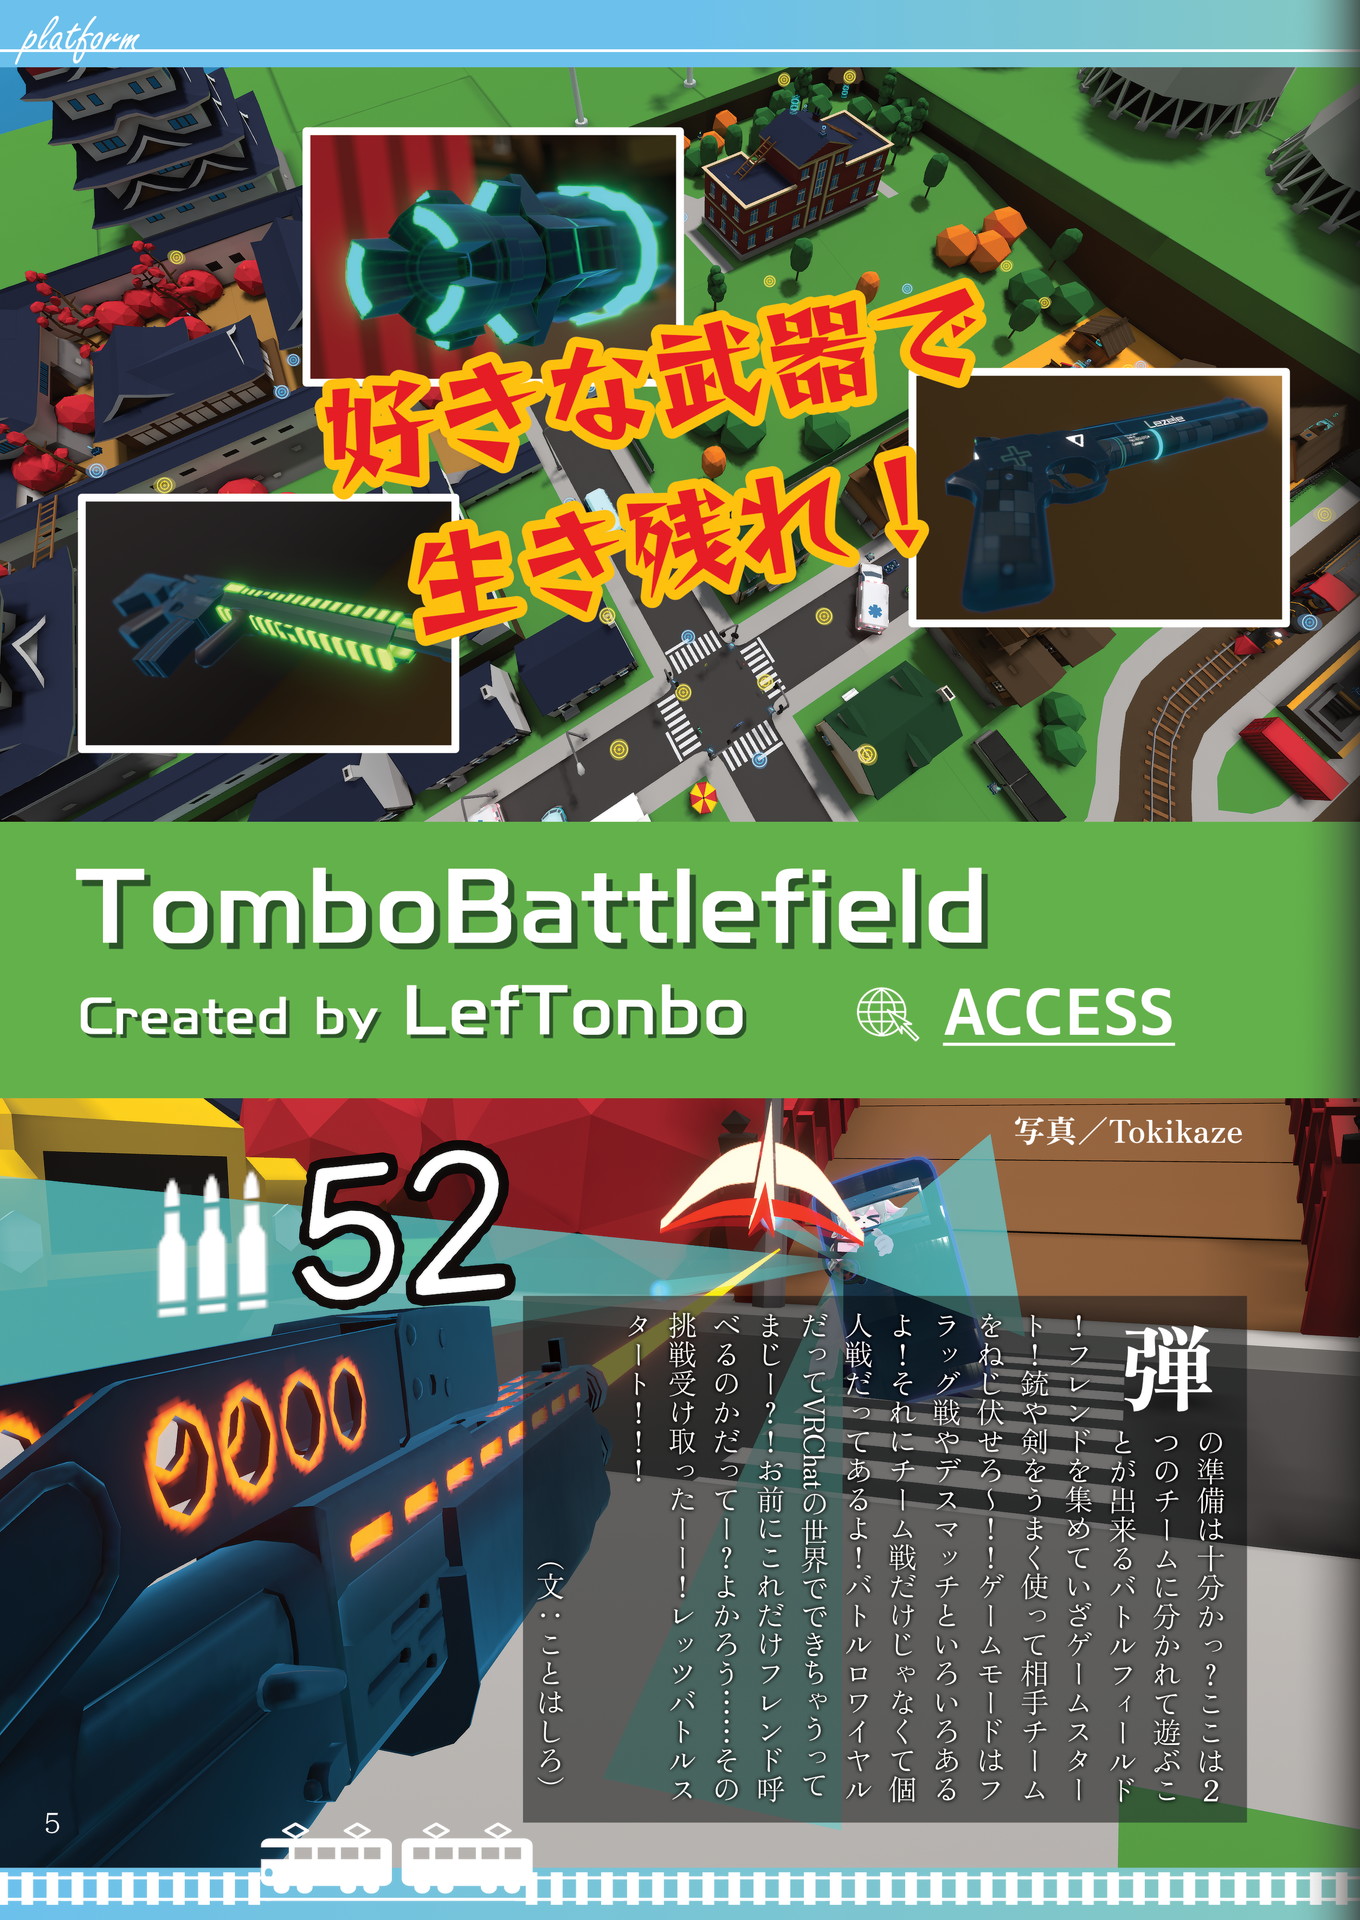 platform
好きな武器で
生き残れ！
Lezele
TomboBattlefield
Created by LefTonbo
ACCESS
写真／Tokikaze
52
弾の準備は十分かっ？ここは２
つのチームに分かれて遊ぶこ
とが出来るバトルフィールド
！フレンドを集めていざゲームスター
ト！銃や剣をうまく使って相手チーム
をねじ伏せろ～！！ゲームモードはフ
ラッグ戦やデスマッチといろいろある
よ！それにチーム戦だけじゃなくて個
人戦だってあるよ！バトルロワイヤル
だってVRChatの世界でできちゃうって
まじー？！お前にこれだけフレンド呼
べるのかだってー？よかろう……その
挑戦受け取ったーー！レッツバトルス
タート！！！！
（文：ことはしろ）
5